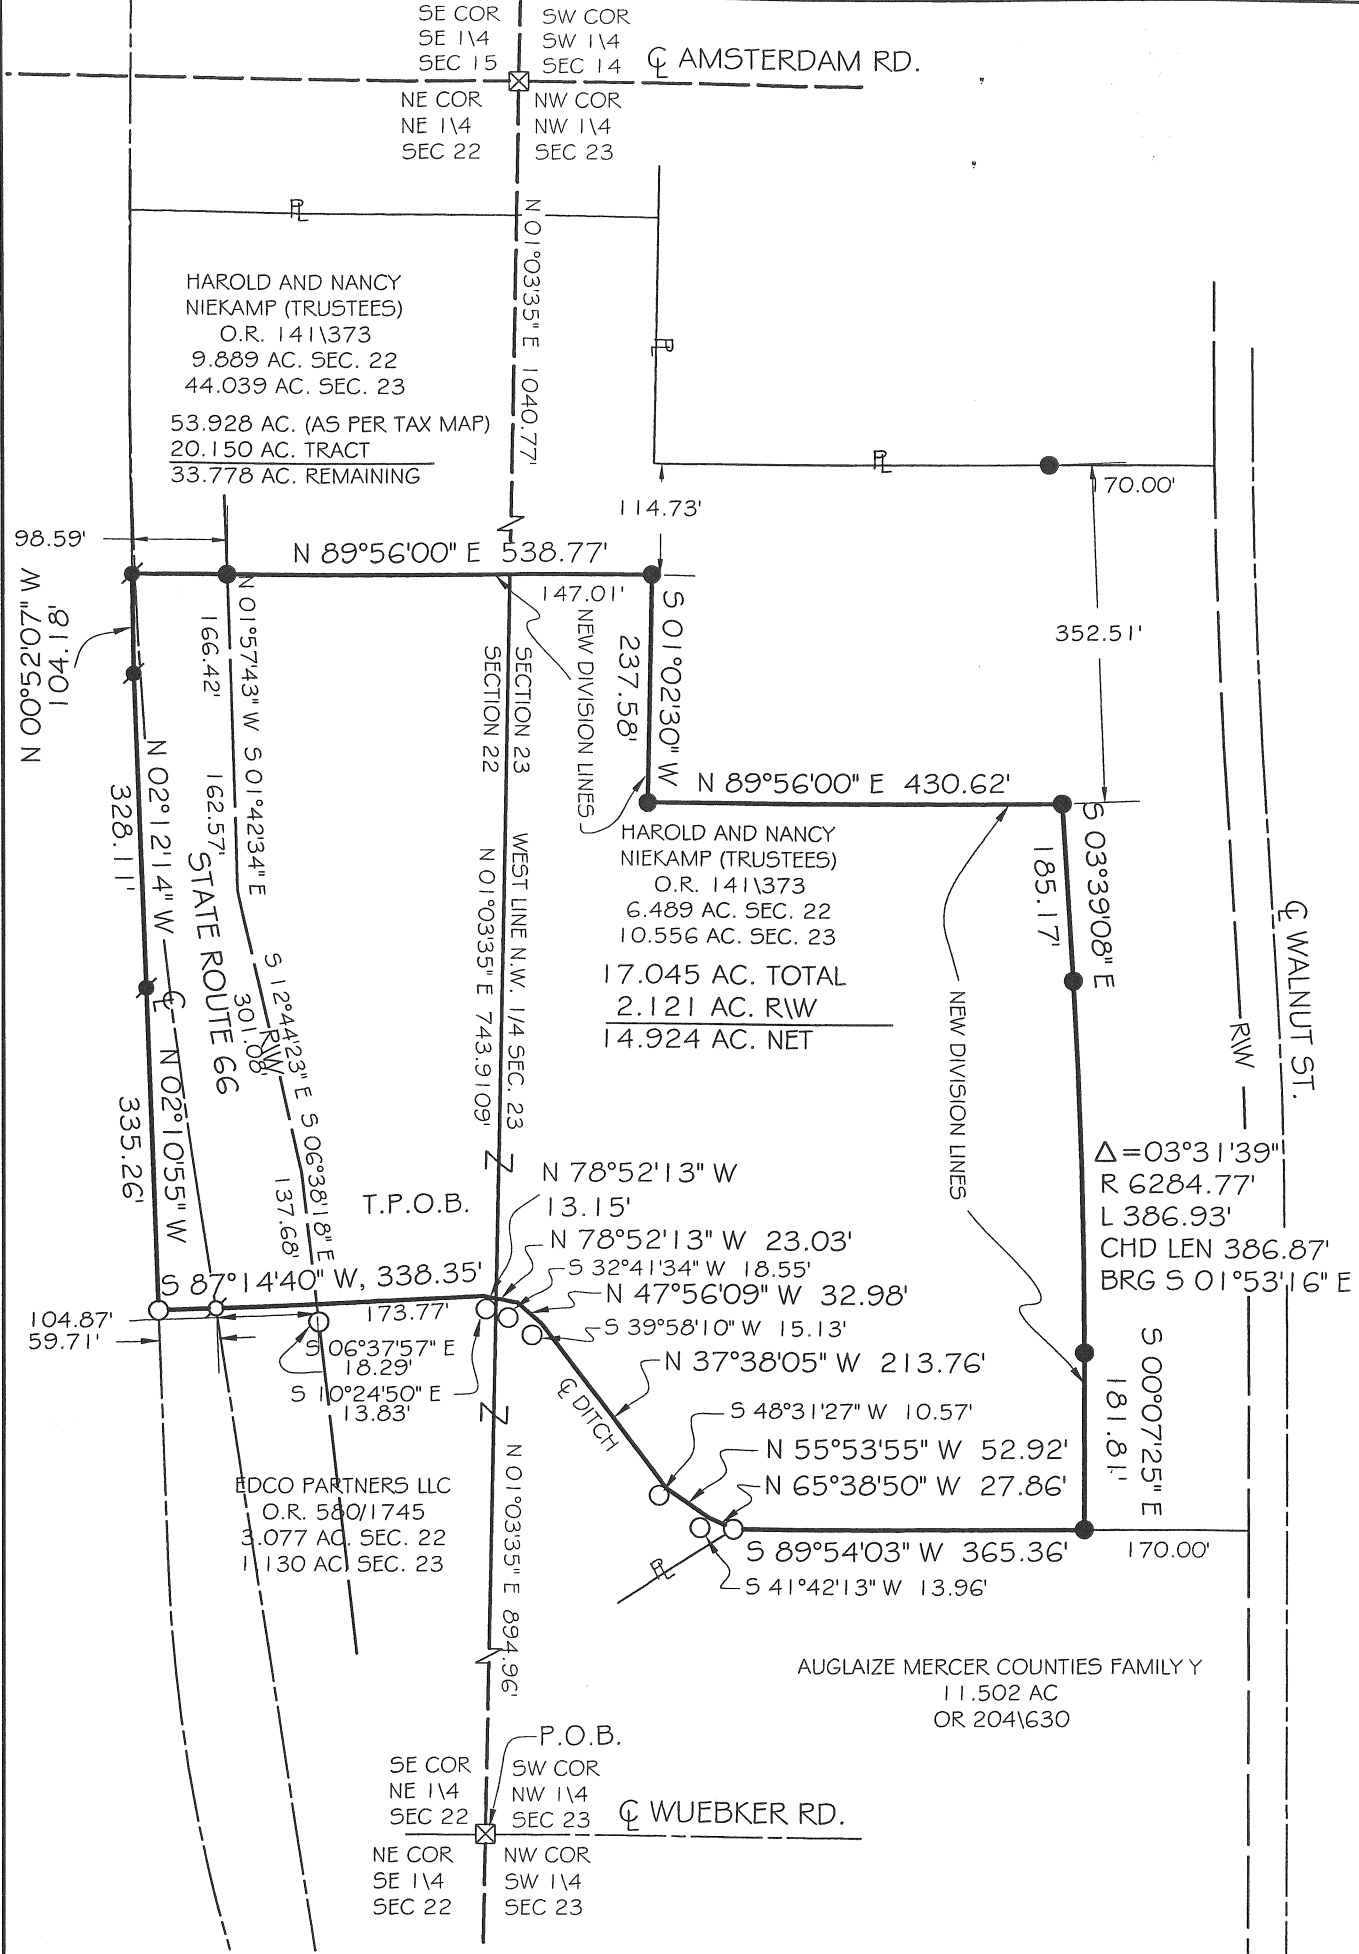 SE COR
SE 1\4
SEC 15
SW COR
SW 1\4
SEC 14
℄ AMSTERDAM RD.
NE COR
NE 1\4
SEC 22
NW COR
NW 1\4
SEC 23
PL
N 01°03'35" E 1040.77'
HAROLD AND NANCY
NIEKAMP (TRUSTEES)
O.R. 141\373
9.889 AC. SEC. 22
44.039 AC. SEC. 23
53.928 AC. (AS PER TAX MAP)
20.150 AC. TRACT
33.778 AC. REMAINING
PL
PL
170.00'
114.73'
98.59'
N 89°56'00" E 538.77'
147.01'
N 00°52'07" W
104.18'
N 01°57'43" W
166.42'
S 01°42'34" E
162.57'
SECTION 23
SECTION 22
NEW DIVISION LINES
S 01°02'30" W
237.58'
352.51'
N 89°56'00" E 430.62'
N 02°12'14" W
328.11'
STATE ROUTE 66
℄
WEST LINE N.W. 1/4 SEC. 23
N 01°03'35" E 743.9109'
HAROLD AND NANCY
NIEKAMP (TRUSTEES)
O.R. 141\373
6.489 AC. SEC. 22
10.556 AC. SEC. 23
17.045 AC. TOTAL
2.121 AC. R\W
14.924 AC. NET
S 03°39'08" E
185.17'
NEW DIVISION LINES
℄ WALNUT ST.
R\W
S 12°44'23" E
301.08'
R\W
N 02°10'55" W
335.26'
S 06°38'18" E
137.68'
Δ=03°31'39"
R 6284.77'
L 386.93'
CHD LEN 386.87'
BRG S 01°53'16" E
T.P.O.B.
N 78°52'13" W
13.15'
N 78°52'13" W 23.03'
S 32°41'34" W 18.55'
N 47°56'09" W 32.98'
S 39°58'10" W 15.13'
N 37°38'05" W 213.76'
S 87°14'40" W, 338.35'
173.77'
104.87'
59.71'
S 06°37'57" E
18.29'
S 10°24'50" E
13.83'
℄ DITCH
S 48°31'27" W 10.57'
N 55°53'55" W 52.92'
N 65°38'50" W 27.86'
S 00°07'25" E
181.81'
S 89°54'03" W 365.36'
170.00'
S 41°42'13" W 13.96'
PL
EDCO PARTNERS LLC
O.R. 580/1745
3.077 AC. SEC. 22
1.130 AC. SEC. 23
N 01°03'35" E 894.96'
AUGLAIZE MERCER COUNTIES FAMILY Y
11.502 AC
OR 204\630
P.O.B.
SE COR
NE 1\4
SEC 22
SW COR
NW 1\4
SEC 23
℄ WUEBKER RD.
NE COR
SE 1\4
SEC 22
NW COR
SW 1\4
SEC 23